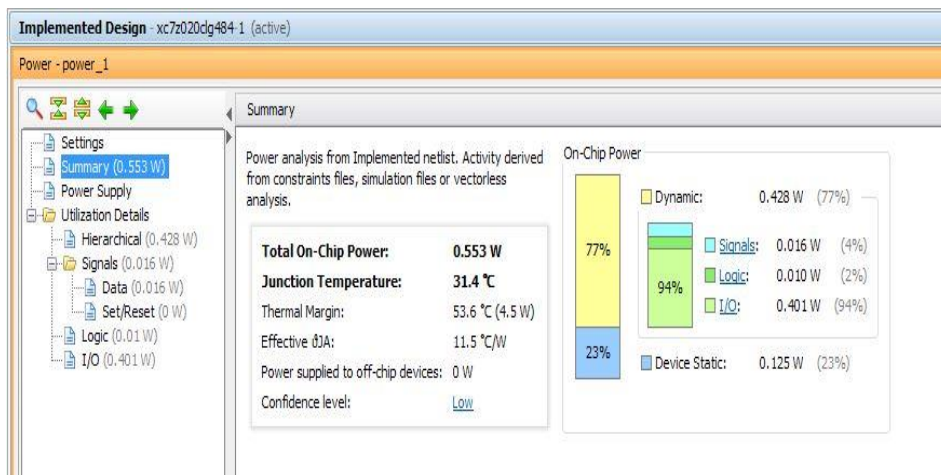 Implemented Design - xc7z020clg484-1 (active)
Power - power_1
Settings
Summary (0.553 W)
Power Supply
Utilization Details
Hierarchical (0.428 W)
Signals (0.016 W)
Data (0.016 W)
Set/Reset (0 W)
Logic (0.01 W)
I/O (0.401 W)
Summary
Power analysis from Implemented netlist. Activity derived
from constraints files, simulation files or vectorless
analysis.
Total On-Chip Power: 0.553 W
Junction Temperature: 31.4 °C
Thermal Margin: 53.6 °C (4.5 W)
Effective ϑJA: 11.5 °C/W
Power supplied to off-chip devices: 0 W
Confidence level: Low
On-Chip Power
77%
23%
Dynamic: 0.428 W (77%)
94%
Signals: 0.016 W (4%)
Logic: 0.010 W (2%)
I/O: 0.401 W (94%)
Device Static: 0.125 W (23%)